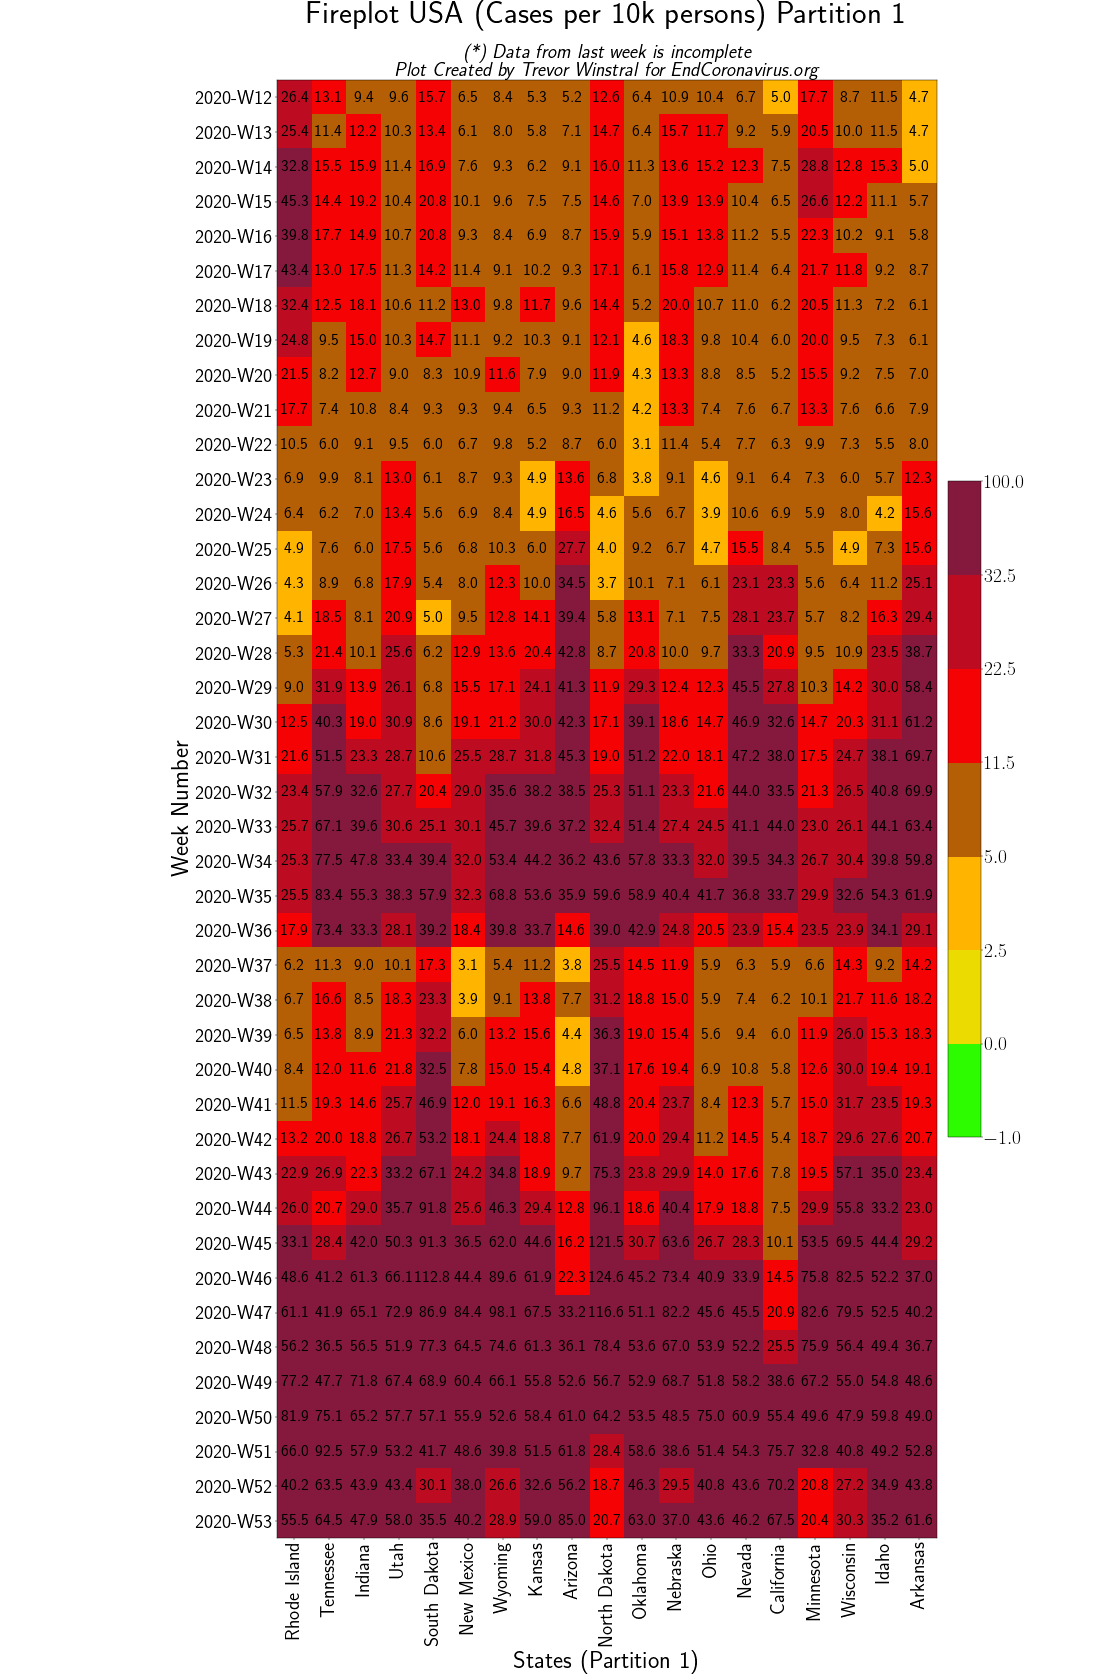 Fireplot USA (Cases per 10k persons) Partition 1
(*) Data from last week is incomplete
Plot Created by Trevor Winstral for EndCoronavirus.org
2020-W12 26.4 13.1 9.4 9.6 15.7 6.5 8.4 5.3 5.2 12.6 6.4 10.9 10.4 6.7 5.0 17.7 8.7 11.5 4.7
2020-W13 25.4 11.4 12.2 10.3 13.4 6.1 8.0 5.8 7.1 14.7 6.4 15.7 11.7 9.2 5.9 20.5 10.0 11.5 4.7
2020-W14 32.8 15.5 15.9 11.4 16.9 7.6 9.3 6.2 9.1 16.0 11.3 13.6 15.2 12.3 7.5 28.8 12.8 15.3 5.0
2020-W15 45.3 14.4 19.2 10.4 20.8 10.1 9.6 7.5 7.5 14.6 7.0 13.9 13.9 10.4 6.5 26.6 12.2 11.1 5.7
2020-W16 39.8 17.7 14.9 10.7 20.8 9.3 8.4 6.9 8.7 15.9 5.9 15.1 13.8 11.2 5.5 22.3 10.2 9.1 5.8
2020-W17 43.4 13.0 17.5 11.3 14.2 11.4 9.1 10.2 9.3 17.1 6.1 15.8 12.9 11.4 6.4 21.7 11.8 9.2 8.7
2020-W18 32.4 12.5 18.1 10.6 11.2 13.0 9.8 11.7 9.6 14.4 5.2 20.0 10.7 11.0 6.2 20.5 11.3 7.2 6.1
2020-W19 24.8 9.5 15.0 10.3 14.7 11.1 9.2 10.3 9.1 12.1 4.6 18.3 9.8 10.4 6.0 20.0 9.5 7.3 6.1
2020-W20 21.5 8.2 12.7 9.0 8.3 10.9 11.6 7.9 9.0 11.9 4.3 13.3 8.8 8.5 5.2 15.5 9.2 7.5 7.0
2020-W21 17.7 7.4 10.8 8.4 9.3 9.3 9.4 6.5 9.3 11.2 4.2 13.3 7.4 7.6 6.7 13.3 7.6 6.6 7.9
2020-W22 10.5 6.0 9.1 9.5 6.0 6.7 9.8 5.2 8.7 6.0 3.1 11.4 5.4 7.7 6.3 9.9 7.3 5.5 8.0
2020-W23 6.9 9.9 8.1 13.0 6.1 8.7 9.3 4.9 13.6 6.8 3.8 9.1 4.6 9.1 6.4 7.3 6.0 5.7 12.3
2020-W24 6.4 6.2 7.0 13.4 5.6 6.9 8.4 4.9 16.5 4.6 5.6 6.7 3.9 10.6 6.9 5.9 8.0 4.2 15.6
2020-W25 4.9 7.6 6.0 17.5 5.6 6.8 10.3 6.0 27.7 4.0 9.2 6.7 4.7 15.5 8.4 5.5 4.9 7.3 15.6
2020-W26 4.3 8.9 6.8 17.9 5.4 8.0 12.3 10.0 34.5 3.7 10.1 7.1 6.1 23.1 23.3 5.6 6.4 11.2 25.1
2020-W27 4.1 18.5 8.1 20.9 5.0 9.5 12.8 14.1 39.4 5.8 13.1 7.1 7.5 28.1 23.7 5.7 8.2 16.3 29.4
2020-W28 5.3 21.4 10.1 25.6 6.2 12.9 13.6 20.4 42.8 8.7 20.8 10.0 9.7 33.3 20.9 9.5 10.9 23.5 38.7
2020-W29 9.0 31.9 13.9 26.1 6.8 15.5 17.1 24.1 41.3 11.9 29.3 12.4 12.3 45.5 27.8 10.3 14.2 30.0 58.4
2020-W30 12.5 40.3 19.0 30.9 8.6 19.1 21.2 30.0 42.3 17.1 39.1 18.6 14.7 46.9 32.6 14.7 20.3 31.1 61.2
2020-W31 21.6 51.5 23.3 28.7 10.6 25.5 28.7 31.8 45.3 19.0 51.2 22.0 18.1 47.2 38.0 17.5 24.7 38.1 69.7
2020-W32 23.4 57.9 32.6 27.7 20.4 29.0 35.6 38.2 38.5 25.3 51.1 23.3 21.6 44.0 33.5 21.3 26.5 40.8 69.9
2020-W33 25.7 67.1 39.6 30.6 25.1 30.1 45.7 39.6 37.2 32.4 51.4 27.4 24.5 41.1 44.0 23.0 26.1 44.1 63.4
2020-W34 25.3 77.5 47.8 33.4 39.4 32.0 53.4 44.2 36.2 43.6 57.8 33.3 32.0 39.5 34.3 26.7 30.4 39.8 59.8
2020-W35 25.5 83.4 55.3 38.3 57.9 32.3 68.8 53.6 35.9 59.6 58.9 40.4 41.7 36.8 33.7 29.9 32.6 54.3 61.9
2020-W36 17.9 73.4 33.3 28.1 39.2 18.4 39.8 33.7 14.6 39.0 42.9 24.8 20.5 23.9 15.4 23.5 23.9 34.1 29.1
2020-W37 6.2 11.3 9.0 10.1 17.3 3.1 5.4 11.2 3.8 25.5 14.5 11.9 5.9 6.3 5.9 6.6 14.3 9.2 14.2
2020-W38 6.7 16.6 8.5 18.3 23.3 3.9 9.1 13.8 7.7 31.2 18.8 15.0 5.9 7.4 6.2 10.1 21.7 11.6 18.2
2020-W39 6.5 13.8 8.9 21.3 32.2 6.0 13.2 15.6 4.4 36.3 19.0 15.4 5.6 9.4 6.0 11.9 26.0 15.3 18.3
2020-W40 8.4 12.0 11.6 21.8 32.5 7.8 15.0 15.4 4.8 37.1 17.6 19.4 6.9 10.8 5.8 12.6 30.0 19.4 19.1
2020-W41 11.5 19.3 14.6 25.7 46.9 12.0 19.1 16.3 6.6 48.8 20.4 23.7 8.4 12.3 5.7 15.0 31.7 23.5 19.3
2020-W42 13.2 20.0 18.8 26.7 53.2 18.1 24.4 18.8 7.7 61.9 20.0 29.4 11.2 14.5 5.4 18.7 29.6 27.6 20.7
2020-W43 22.9 26.9 22.3 33.2 67.1 24.2 34.8 18.9 9.7 75.3 23.8 29.9 14.0 17.6 7.8 19.5 57.1 35.0 23.4
2020-W44 26.0 20.7 29.0 35.7 91.8 25.6 46.3 29.4 12.8 96.1 18.6 40.4 17.9 18.8 7.5 29.9 55.8 33.2 23.0
2020-W45 33.1 28.4 42.0 50.3 91.3 36.5 62.0 44.6 16.2 121.5 30.7 63.6 26.7 28.3 10.1 53.5 69.5 44.4 29.2
2020-W46 48.6 41.2 61.3 66.1 112.8 44.4 89.6 61.9 22.3 124.6 45.2 73.4 40.9 33.9 14.5 75.8 82.5 52.2 37.0
2020-W47 61.1 41.9 65.1 72.9 86.9 84.4 98.1 67.5 33.2 116.6 51.1 82.2 45.6 45.5 20.9 82.6 79.5 52.5 40.2
2020-W48 56.2 36.5 56.5 51.9 77.3 64.5 74.6 61.3 36.1 78.4 53.6 67.0 53.9 52.2 25.5 75.9 56.4 49.4 36.7
2020-W49 77.2 47.7 71.8 67.4 68.9 60.4 66.1 55.8 52.6 56.7 52.9 68.7 51.8 58.2 38.6 67.2 55.0 54.8 48.6
2020-W50 81.9 75.1 65.2 57.7 57.1 55.9 52.6 58.4 61.0 64.2 53.5 48.5 75.0 60.9 55.4 49.6 47.9 59.8 49.0
2020-W51 66.0 92.5 57.9 53.2 41.7 48.6 39.8 51.5 61.8 28.4 58.6 38.6 51.4 54.3 75.7 32.8 40.8 49.2 52.8
2020-W52 40.2 63.5 43.9 43.4 30.1 38.0 26.6 32.6 56.2 18.7 46.3 29.5 40.8 43.6 70.2 20.8 27.2 34.9 43.8
2020-W53 55.5 64.5 47.9 58.0 35.5 40.2 28.9 59.0 85.0 20.7 63.0 37.0 43.6 46.2 67.5 20.4 30.3 35.2 61.6
Week Number
Rhode Island Tennessee Indiana Utah South Dakota New Mexico Wyoming Kansas Arizona North Dakota Oklahoma Nebraska Ohio Nevada California Minnesota Wisconsin Idaho Arkansas
States (Partition 1)
100.0
32.5
22.5
11.5
5.0
2.5
0.0
−1.0